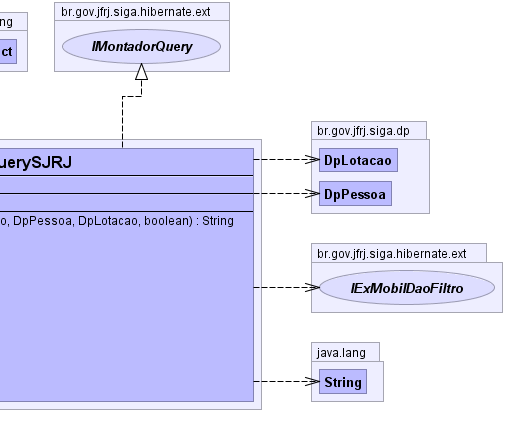 br.gov.jfrj.siga.hibernate.ext
ng
IMontadorQuery
ct
br.gov.jfrj.siga.dp
uerySJRJ
DpLotacao
DpPessoa
o, DpPessoa, DpLotacao, boolean) : String
br.gov.jfrj.siga.hibernate.ext
IExMobilDaoFiltro
java.lang
String